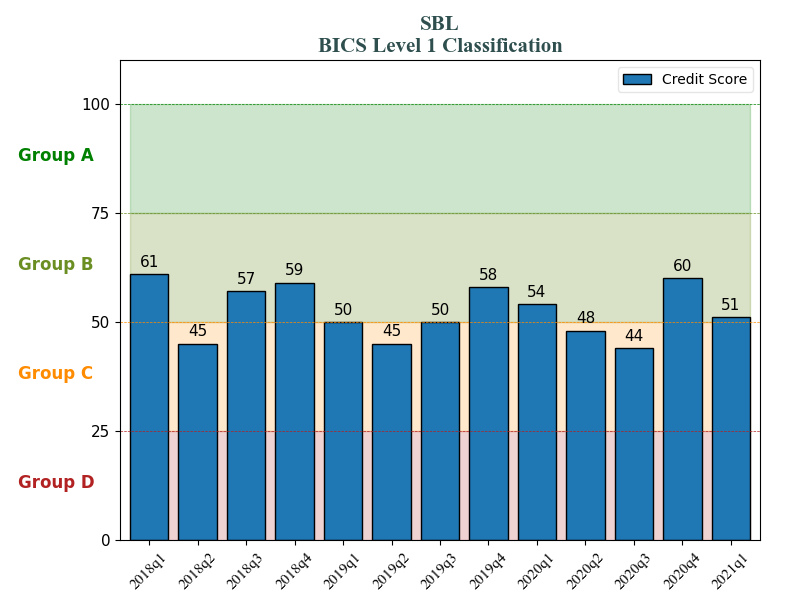 SBL
BICS Level 1 Classification
Credit Score
100
Group A
75
Group B
61
45
57
59
50
45
50
58
54
48
44
60
51
50
Group C
25
Group D
0
2018q1
2018q2
2018q3
2018q4
2019q1
2019q2
2019q3
2019q4
2020q1
2020q2
2020q3
2020q4
2021q1